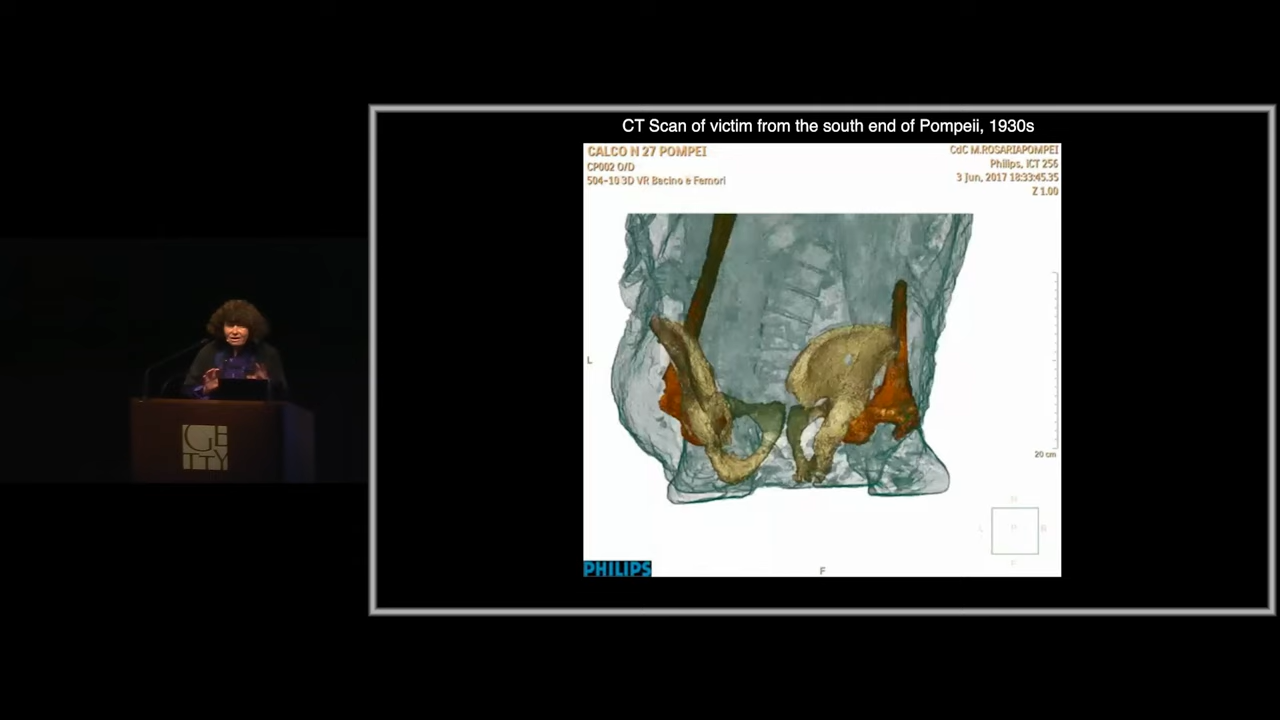 CT Scan of victim from the south end of Pompeii, 1930s
CALCO N 27 POMPEI
CP002 O/D
504-10 3D VR Bacino e Femori
CdC M.ROSARIAPOMPEI
Philips, ICT 256
3 Jun, 2017 18:33:45.35
Z 1.00
L
20 cm
H
L P R
F
F
PHILIPS
GE
TTY